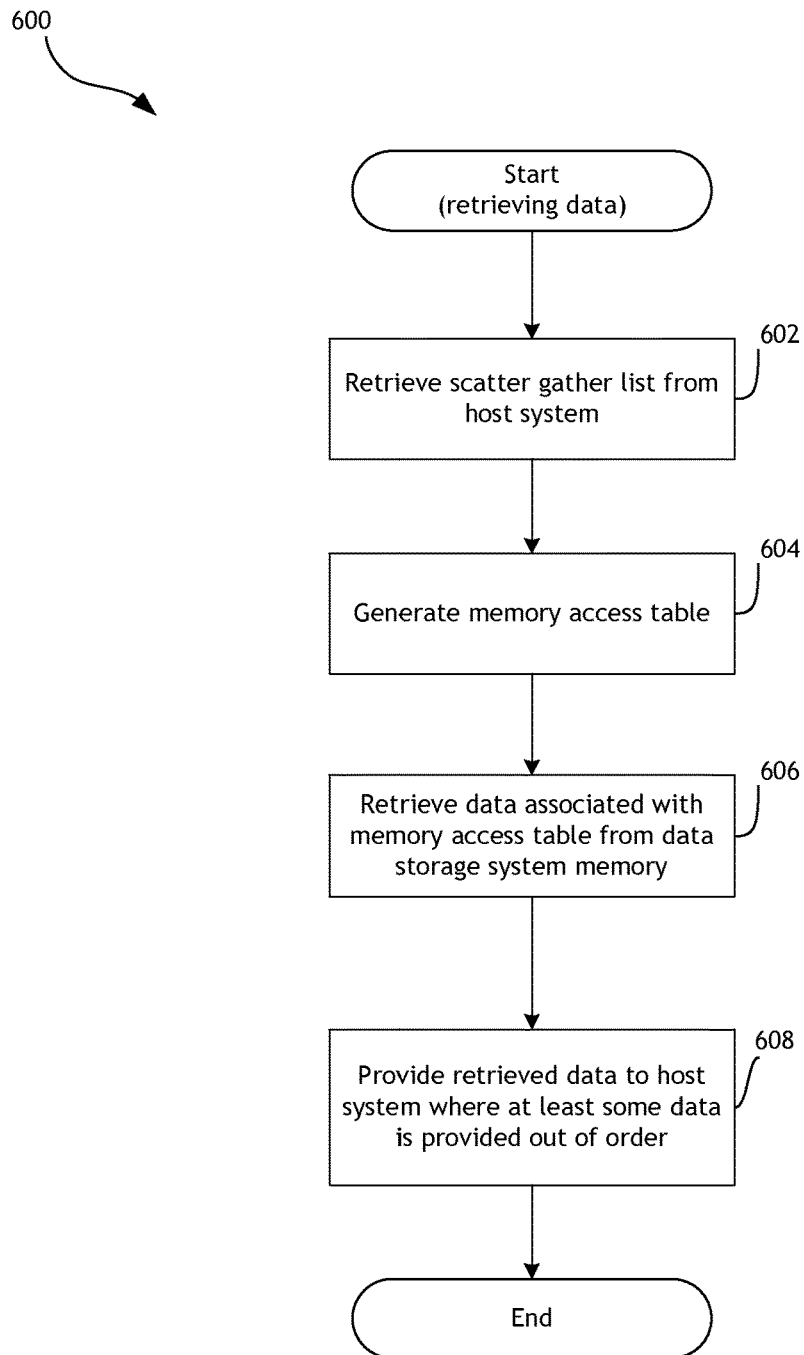 600
Start
(retrieving data)
602
Retrieve scatter gather list from
host system
604
Generate memory access table
606
Retrieve data associated with
memory access table from data
storage system memory
608
Provide retrieved data to host
system where at least some data
is provided out of order
End